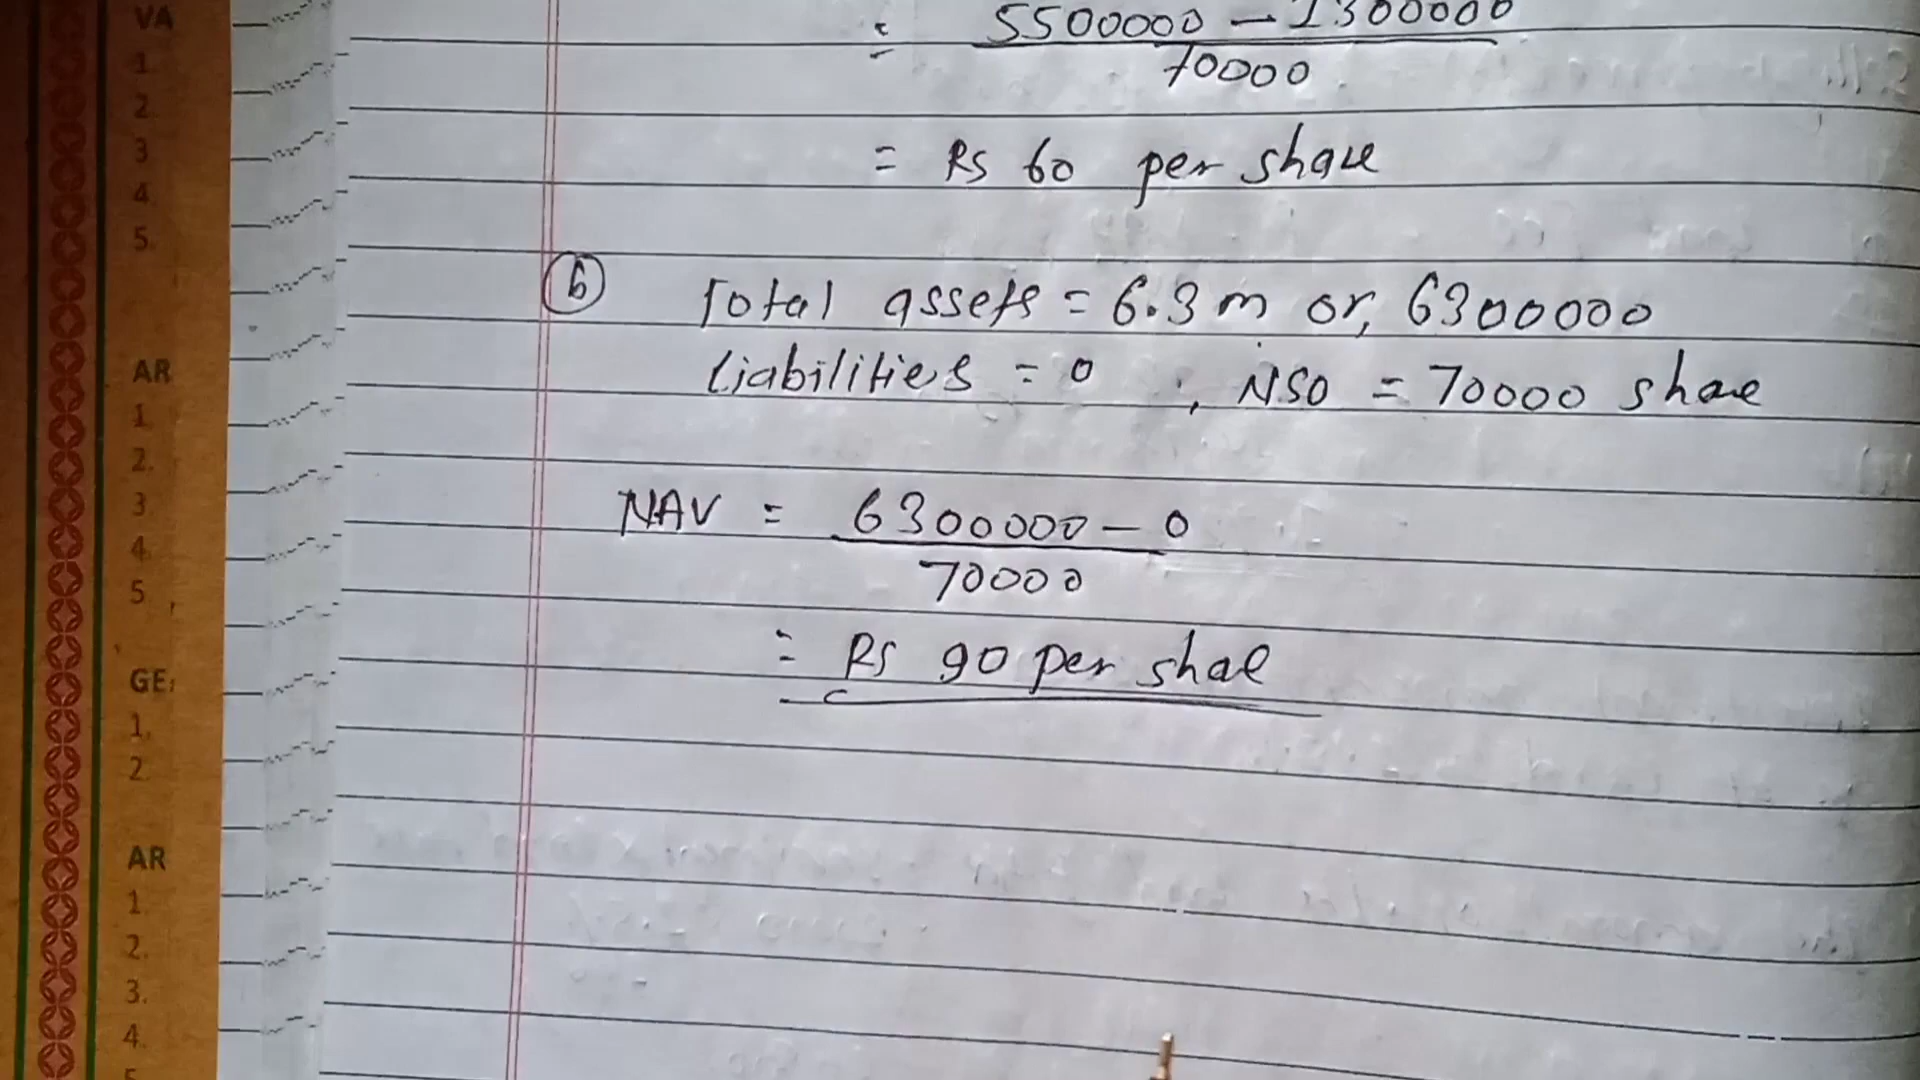 VA
1
2
3
4
5.
AR
1
2.
3
4
5
GE
1.
2
AR
1
2.
3.
4.
5
= 5500000 - 1300000
70000
= Rs 60 per share
(b) Total assets = 6.3 m or, 6300000
Liabilities = 0 , NSO = 70000 share
NAV = 6300000 - 0
70000
= Rs 90 per shae